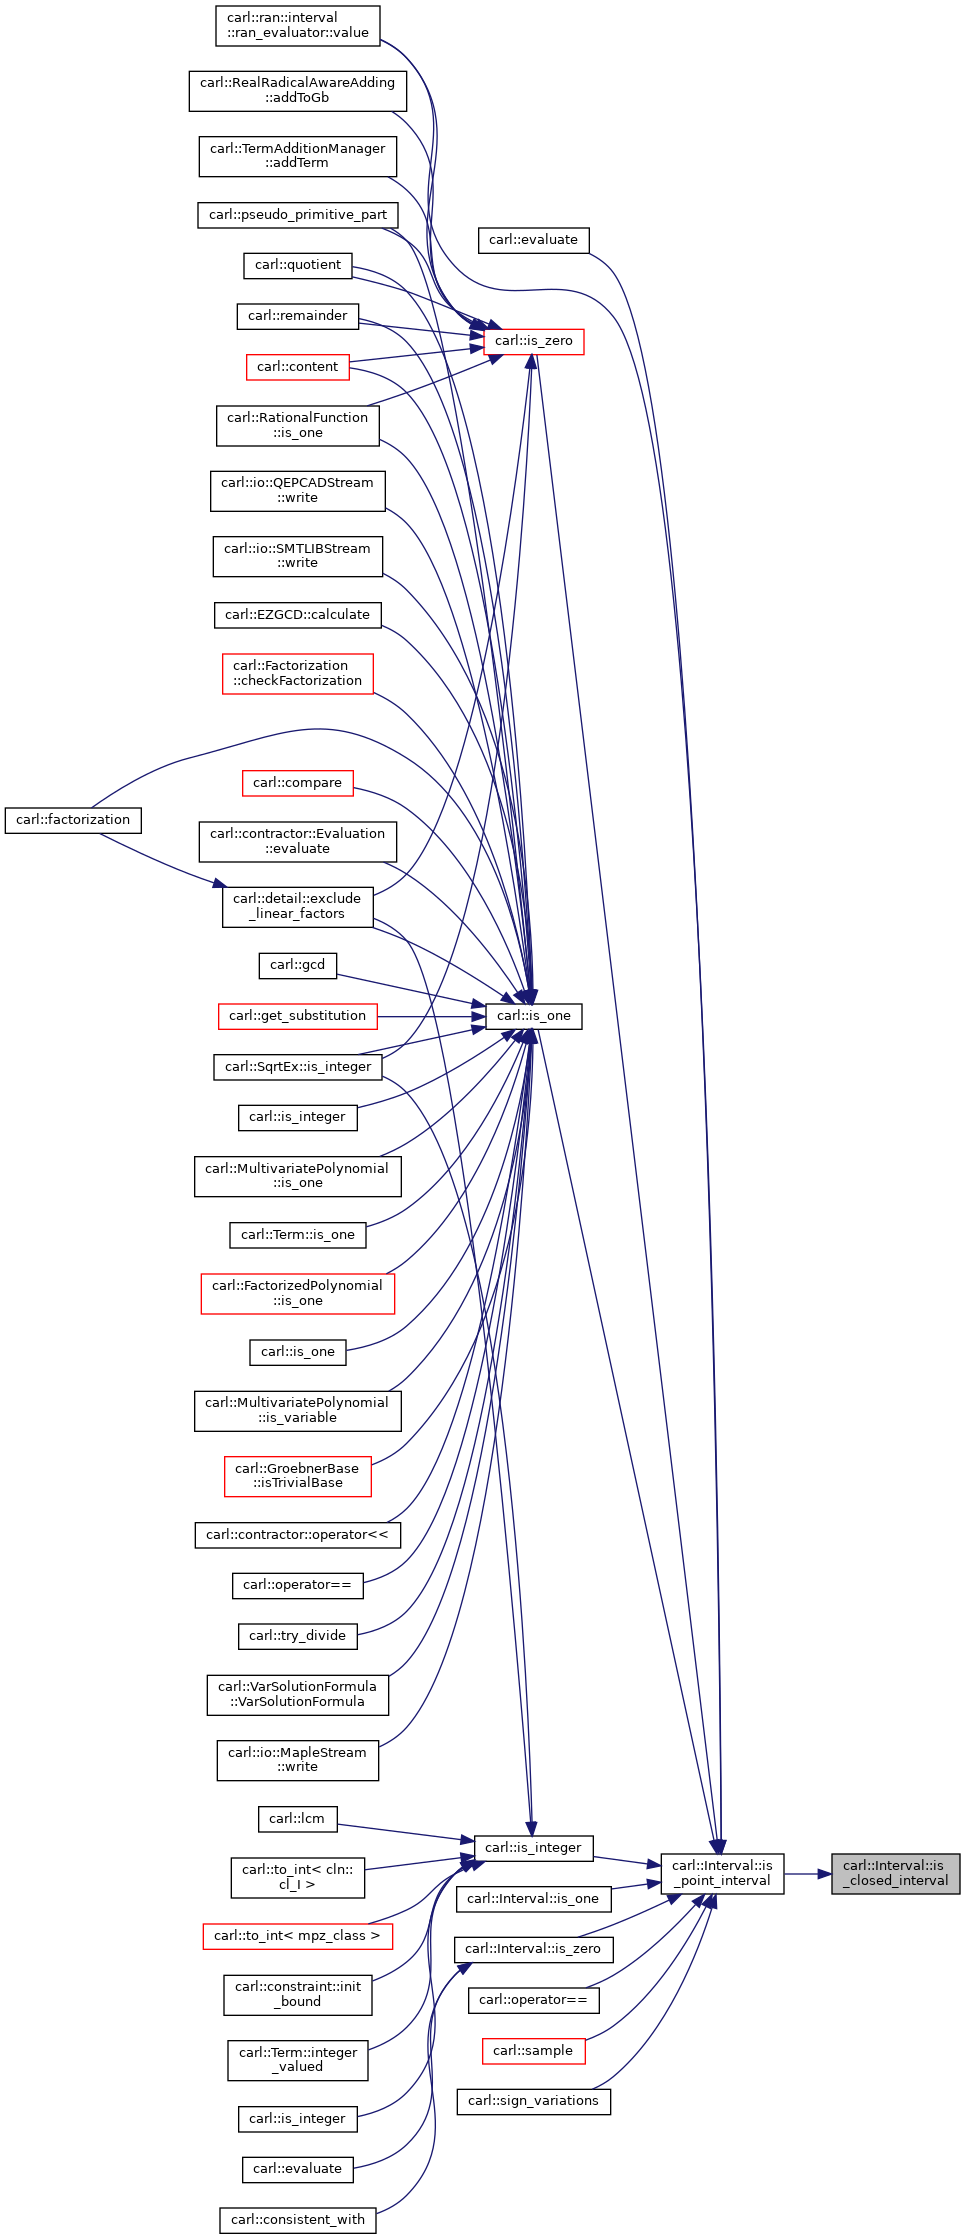 carl::ran::interval
::ran_evaluator::value
carl::RealRadicalAwareAdding
::addToGb
carl::TermAdditionManager
::addTerm
carl::pseudo_primitive_part
carl::evaluate
carl::quotient
carl::remainder
carl::is_zero
carl::content
carl::RationalFunction
::is_one
carl::io::QEPCADStream
::write
carl::io::SMTLIBStream
::write
carl::EZGCD::calculate
carl::Factorization
::checkFactorization
carl::compare
carl::factorization
carl::contractor::Evaluation
::evaluate
carl::detail::exclude
_linear_factors
carl::gcd
carl::get_substitution
carl::is_one
carl::SqrtEx::is_integer
carl::is_integer
carl::MultivariatePolynomial
::is_one
carl::Term::is_one
carl::FactorizedPolynomial
::is_one
carl::is_one
carl::MultivariatePolynomial
::is_variable
carl::GroebnerBase
::isTrivialBase
carl::contractor::operator<<
carl::operator==
carl::try_divide
carl::VarSolutionFormula
::VarSolutionFormula
carl::io::MapleStream
::write
carl::lcm
carl::is_integer
carl::to_int< cln::
cl_I >
carl::Interval::is
_point_interval
carl::Interval::is
_closed_interval
carl::Interval::is_one
carl::to_int< mpz_class >
carl::Interval::is_zero
carl::constraint::init
_bound
carl::operator==
carl::Term::integer
_valued
carl::sample
carl::sign_variations
carl::is_integer
carl::evaluate
carl::consistent_with